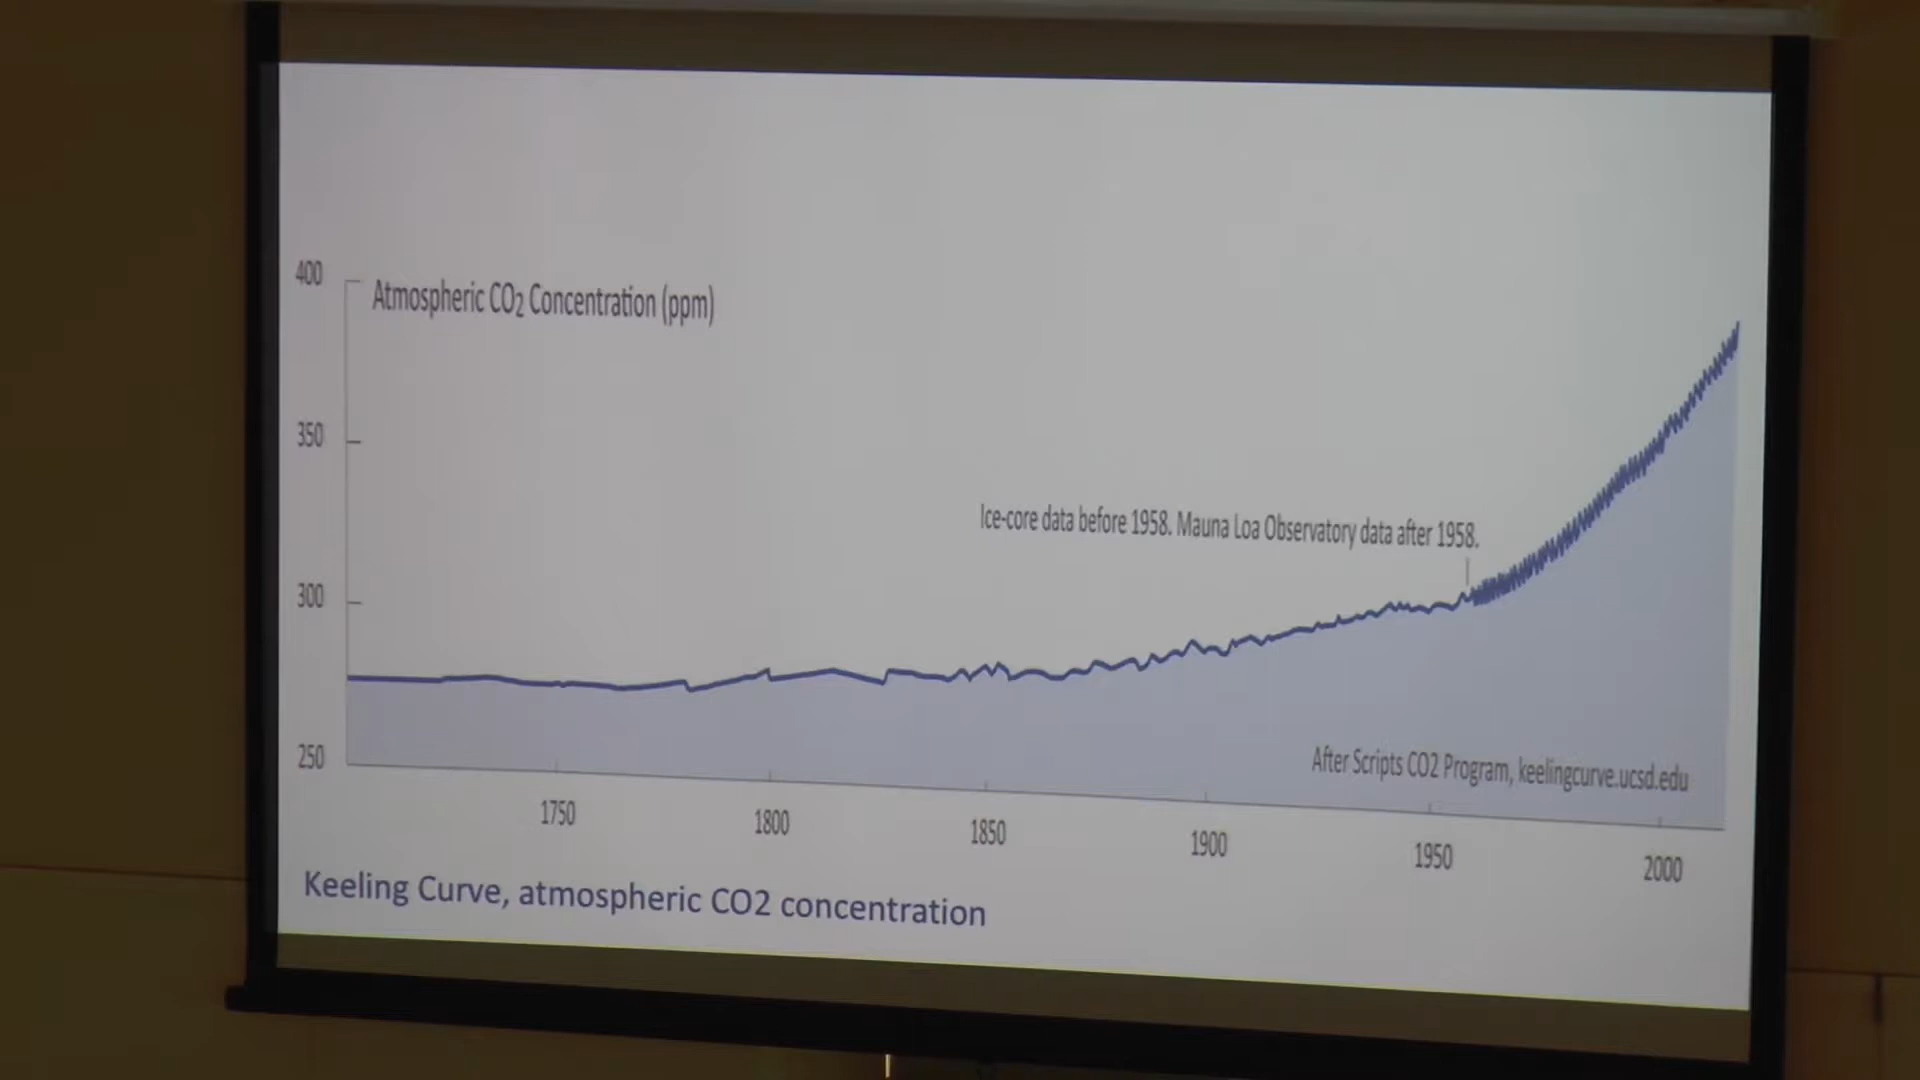 400
Atmospheric CO2 Concentration (ppm)
350
Ice-core data before 1958. Mauna Loa Observatory data after 1958.
300
After Scripts CO2 Program, keelingcurve.ucsd.edu
250
1750 1800 1850 1900 1950 2000
Keeling Curve, atmospheric CO2 concentration